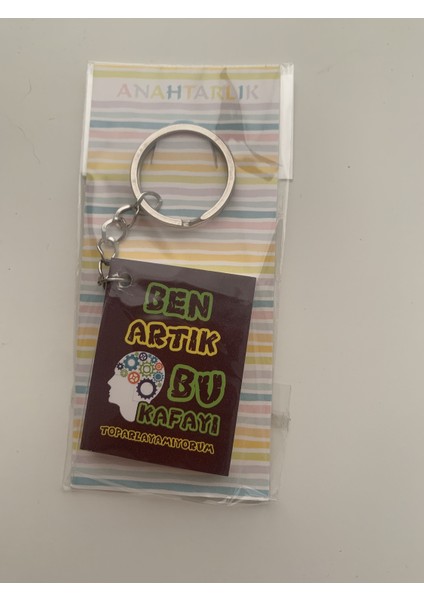 ANAHTARLIK
BEN
ARTIK
BU
KAFAYI
TOPARLAYAMIYORUM